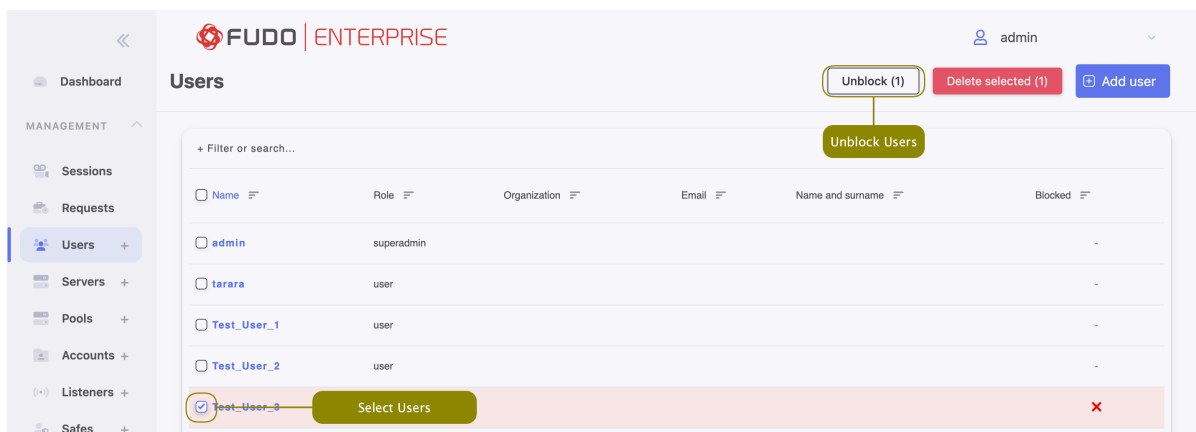 FUDO ENTERPRISE
admin
Dashboard
Users
Unblock (1)
Delete selected (1)
Add user
MANAGEMENT
Unblock Users
+ Filter or search...
Sessions
Name Role Organization Email Name and surname Blocked
Requests
Users +
admin superadmin -
Servers +
tarara user -
Pools +
Test_User_1 user -
Accounts +
Test_User_2 user -
Listeners +
Test_User_3 Select Users
Safes +